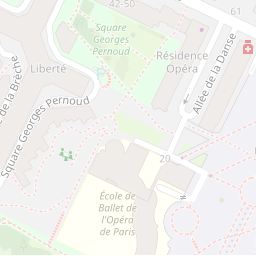 42-50
61
Square
Georges
Pernoud
Résidence
Opéra
Liberté
Allée de la Danse
de la Brèche
Square Georges Pernoud
20
École de
Ballet de
l'Opéra
de Paris